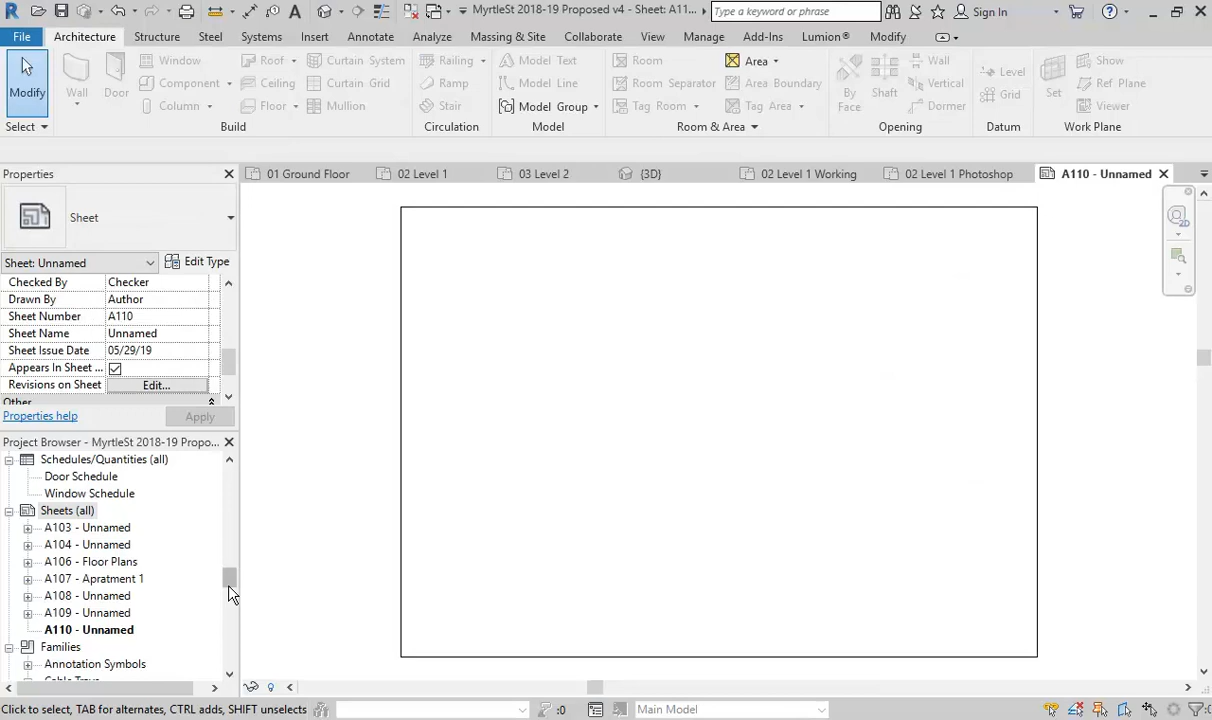 MyrtleSt 2018-19 Proposed v4 - Sheet: A11...
Type a keyword or phrase
Sign In
File Architecture Structure Steel Systems Insert Annotate Analyze Massing & Site Collaborate View Manage Add-Ins Lumion® Modify
Modify
Select
Wall
Door
Window
Component
Column
Roof
Ceiling
Floor
Curtain System
Curtain Grid
Mullion
Build
Railing
Ramp
Stair
Circulation
Model Text
Model Line
Model Group
Model
Room
Room Separator
Tag Room
Area
Area Boundary
Tag Area
Room & Area
By
Face
Shaft
Wall
Vertical
Dormer
Opening
Level
Grid
Datum
Set
Show
Ref Plane
Viewer
Work Plane
Properties
01 Ground Floor
02 Level 1
03 Level 2
{3D}
02 Level 1 Working
02 Level 1 Photoshop
A110 - Unnamed
Sheet
Sheet: Unnamed
Edit Type
Checked By Checker
Drawn By Author
Sheet Number A110
Sheet Name Unnamed
Sheet Issue Date 05/29/19
Appears In Sheet ...
Revisions on Sheet Edit...
Other
Properties help
Apply
Project Browser - MyrtleSt 2018-19 Propo...
Schedules/Quantities (all)
Door Schedule
Window Schedule
Sheets (all)
A103 - Unnamed
A104 - Unnamed
A106 - Floor Plans
A107 - Apratment 1
A108 - Unnamed
A109 - Unnamed
A110 - Unnamed
Families
Annotation Symbols
Cable Trays
2D
Click to select, TAB for alternates, CTRL adds, SHIFT unselects
:0
Main Model
:0